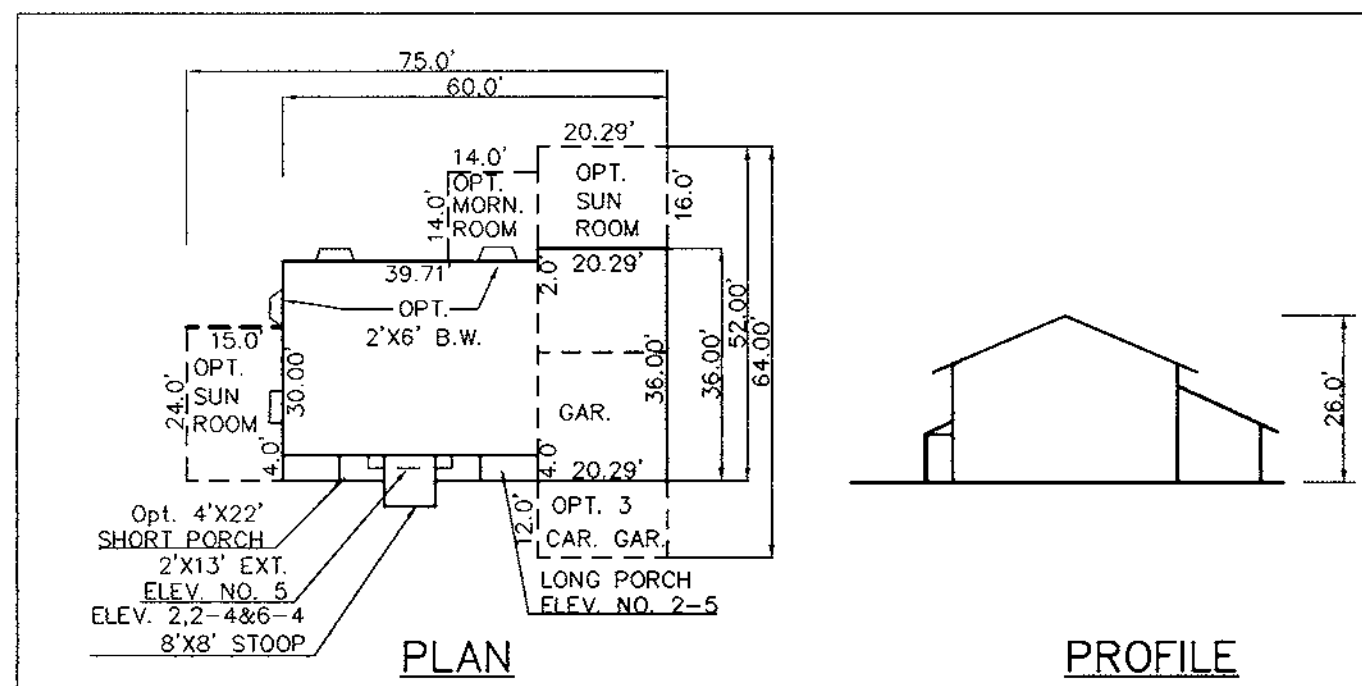 75.0'
60.0'
20.29'
14.0'
OPT.
MORN.
ROOM
14.0'
OPT.
SUN
ROOM
16.0'
39.71'
2.0'
20.29'
OPT.
2'X6' B.W.
15.0'
OPT.
SUN
ROOM
24.0'
30.00'
4.0'
GAR.
36.00'
36.00'
52.00'
64.00'
4.0
20.29'
12.0'
OPT. 3
CAR. GAR.
Opt. 4'X22'
SHORT PORCH
2'X13' EXT.
ELEV. NO. 5
ELEV. 2,2-4&6-4
8'X8' STOOP
LONG PORCH
ELEV. NO. 2-5
PLAN
26.0'
PROFILE